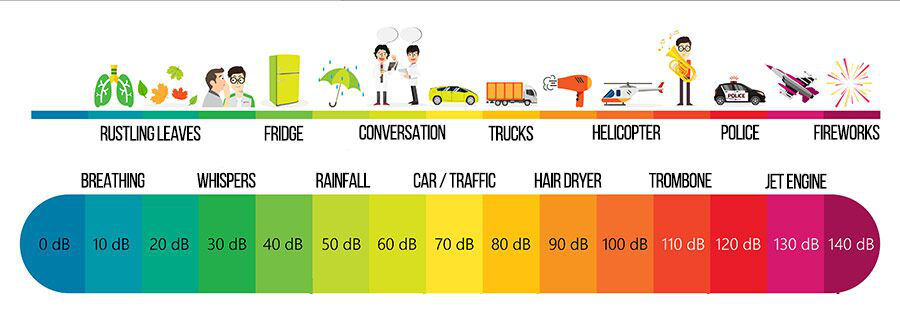 POLICE
RUSTLING LEAVES FRIDGE CONVERSATION TRUCKS HELICOPTER POLICE FIREWORKS
BREATHING WHISPERS RAINFALL CAR / TRAFFIC HAIR DRYER TROMBONE JET ENGINE
0 dB 10 dB 20 dB 30 dB 40 dB 50 dB 60 dB 70 dB 80 dB 90 dB 100 dB 110 dB 120 dB 130 dB 140 dB